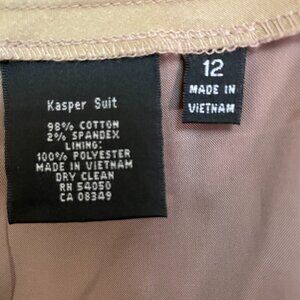 Kasper Suit
98% COTTON
2% SPANDEX
LINING:
100% POLYESTER
MADE IN VIETNAM
DRY CLEAN
RN 54050
CA 08349
12
MADE IN
VIETNAM